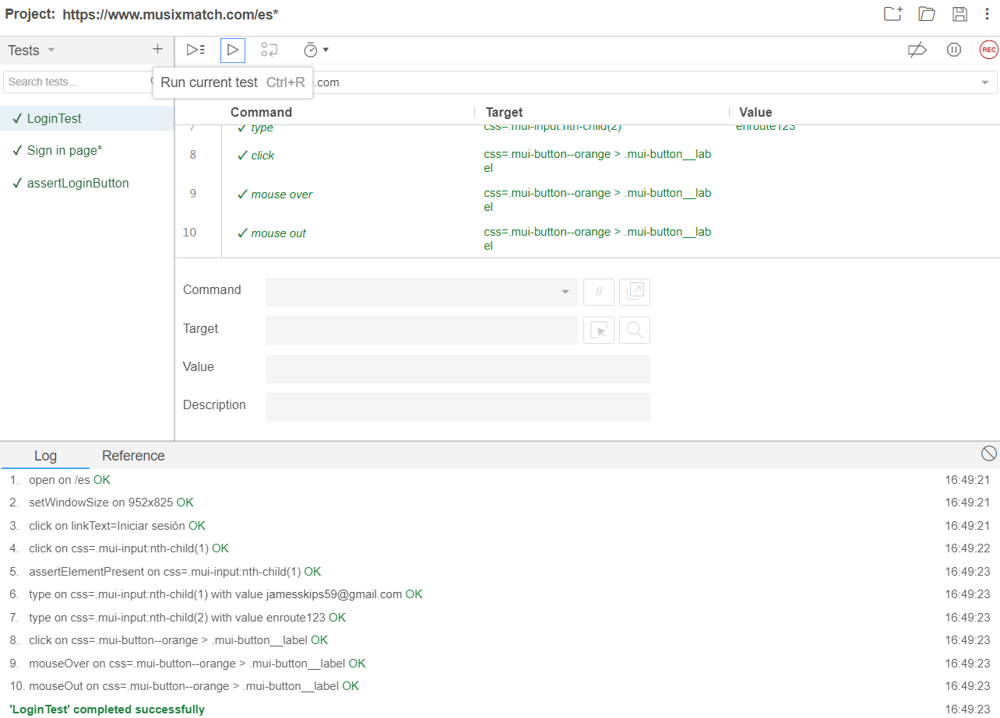 Project: https://www.musixmatch.com/es*
Tests
REC
Search tests...
Run current test Ctrl+R
.com
Command Target Value
LoginTest
Sign in page*
assertLoginButton
7 type css=.mui-input:nth-child(2) enroute123
8 click css=.mui-button--orange > .mui-button__lab
el
9 mouse over css=.mui-button--orange > .mui-button__lab
el
10 mouse out css=.mui-button--orange > .mui-button__lab
el
Command
//
Target
Value
Description
Log Reference
1. open on /es OK 16:49:21
2. setWindowSize on 952x825 OK 16:49:21
3. click on linkText=Iniciar sesión OK 16:49:21
4. click on css=.mui-input:nth-child(1) OK 16:49:22
5. assertElementPresent on css=.mui-input:nth-child(1) OK 16:49:23
6. type on css=.mui-input:nth-child(1) with value jamesskips59@gmail.com OK 16:49:23
7. type on css=.mui-input:nth-child(2) with value enroute123 OK 16:49:23
8. click on css=.mui-button--orange > .mui-button__label OK 16:49:23
9. mouseOver on css=.mui-button--orange > .mui-button__label OK 16:49:23
10. mouseOut on css=.mui-button--orange > .mui-button__label OK 16:49:23
'LoginTest' completed successfully 16:49:23